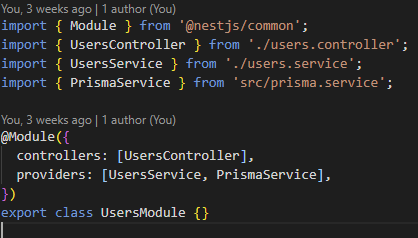 You, 3 weeks ago | 1 author (You)
import { Module } from '@nestjs/common';
import { UsersController } from './users.controller';
import { UsersService } from './users.service';
import { PrismaService } from 'src/prisma.service';
You, 3 weeks ago | 1 author (You)
@Module({
  controllers: [UsersController],
  providers: [UsersService, PrismaService],
})
export class UsersModule {}